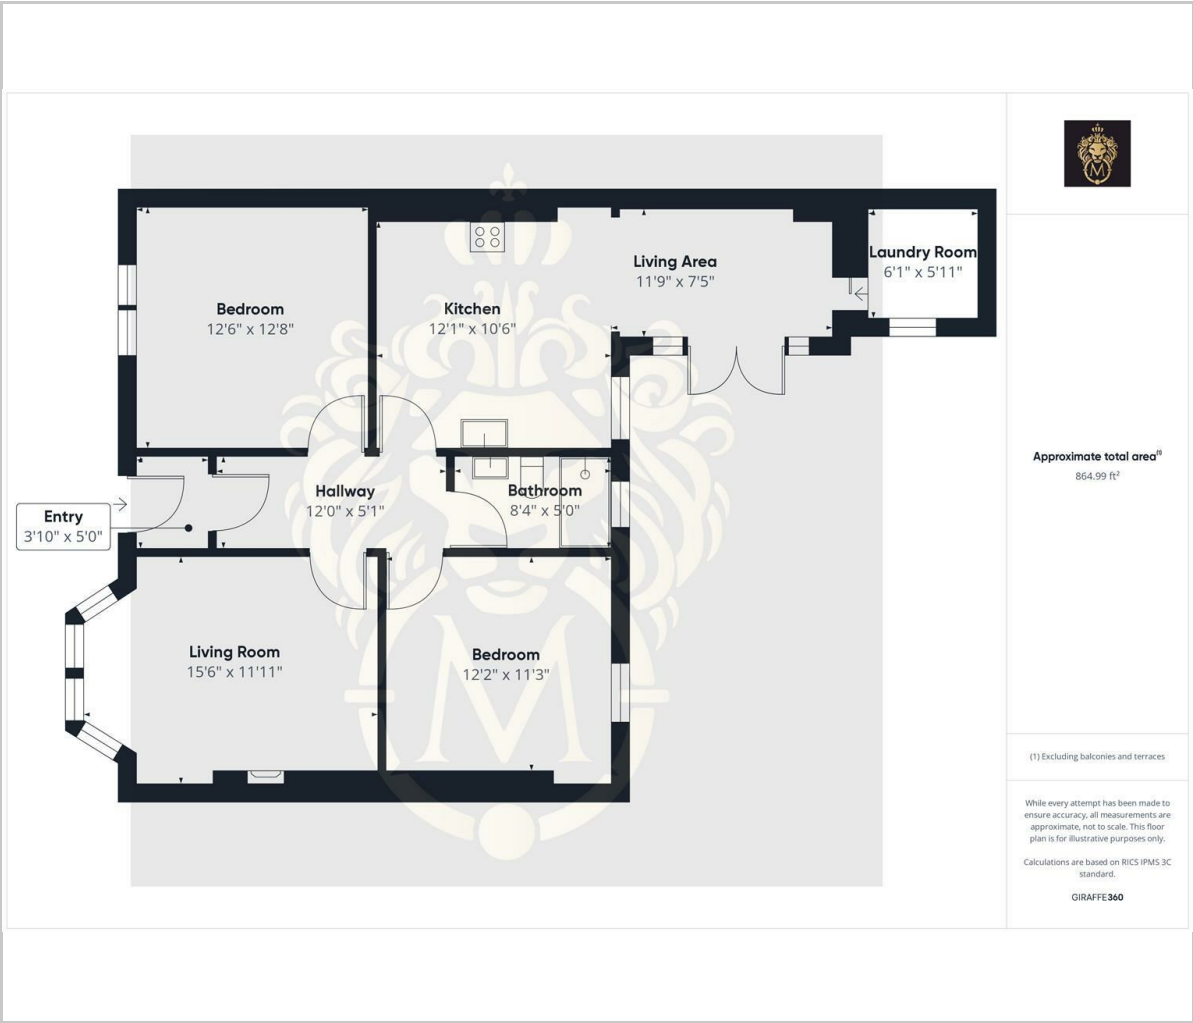 Bedroom
12'6" x 12'8"
Kitchen
12'1" x 10'6"
Living Area
11'9" x 7'5"
Laundry Room
6'1" x 5'11"
Entry
3'10" x 5'0"
Hallway
12'0" x 5'1"
Bathroom
8'4" x 5'0"
Living Room
15'6" x 11'11"
Bedroom
12'2" x 11'3"
M
M
Approximate total area⁽¹⁾
864.99 ft²
(1) Excluding balconies and terraces
While every attempt has been made to
ensure accuracy, all measurements are
approximate, not to scale. This floor
plan is for illustrative purposes only.
Calculations are based on RICS IPMS 3C
standard.
GIRAFFE360